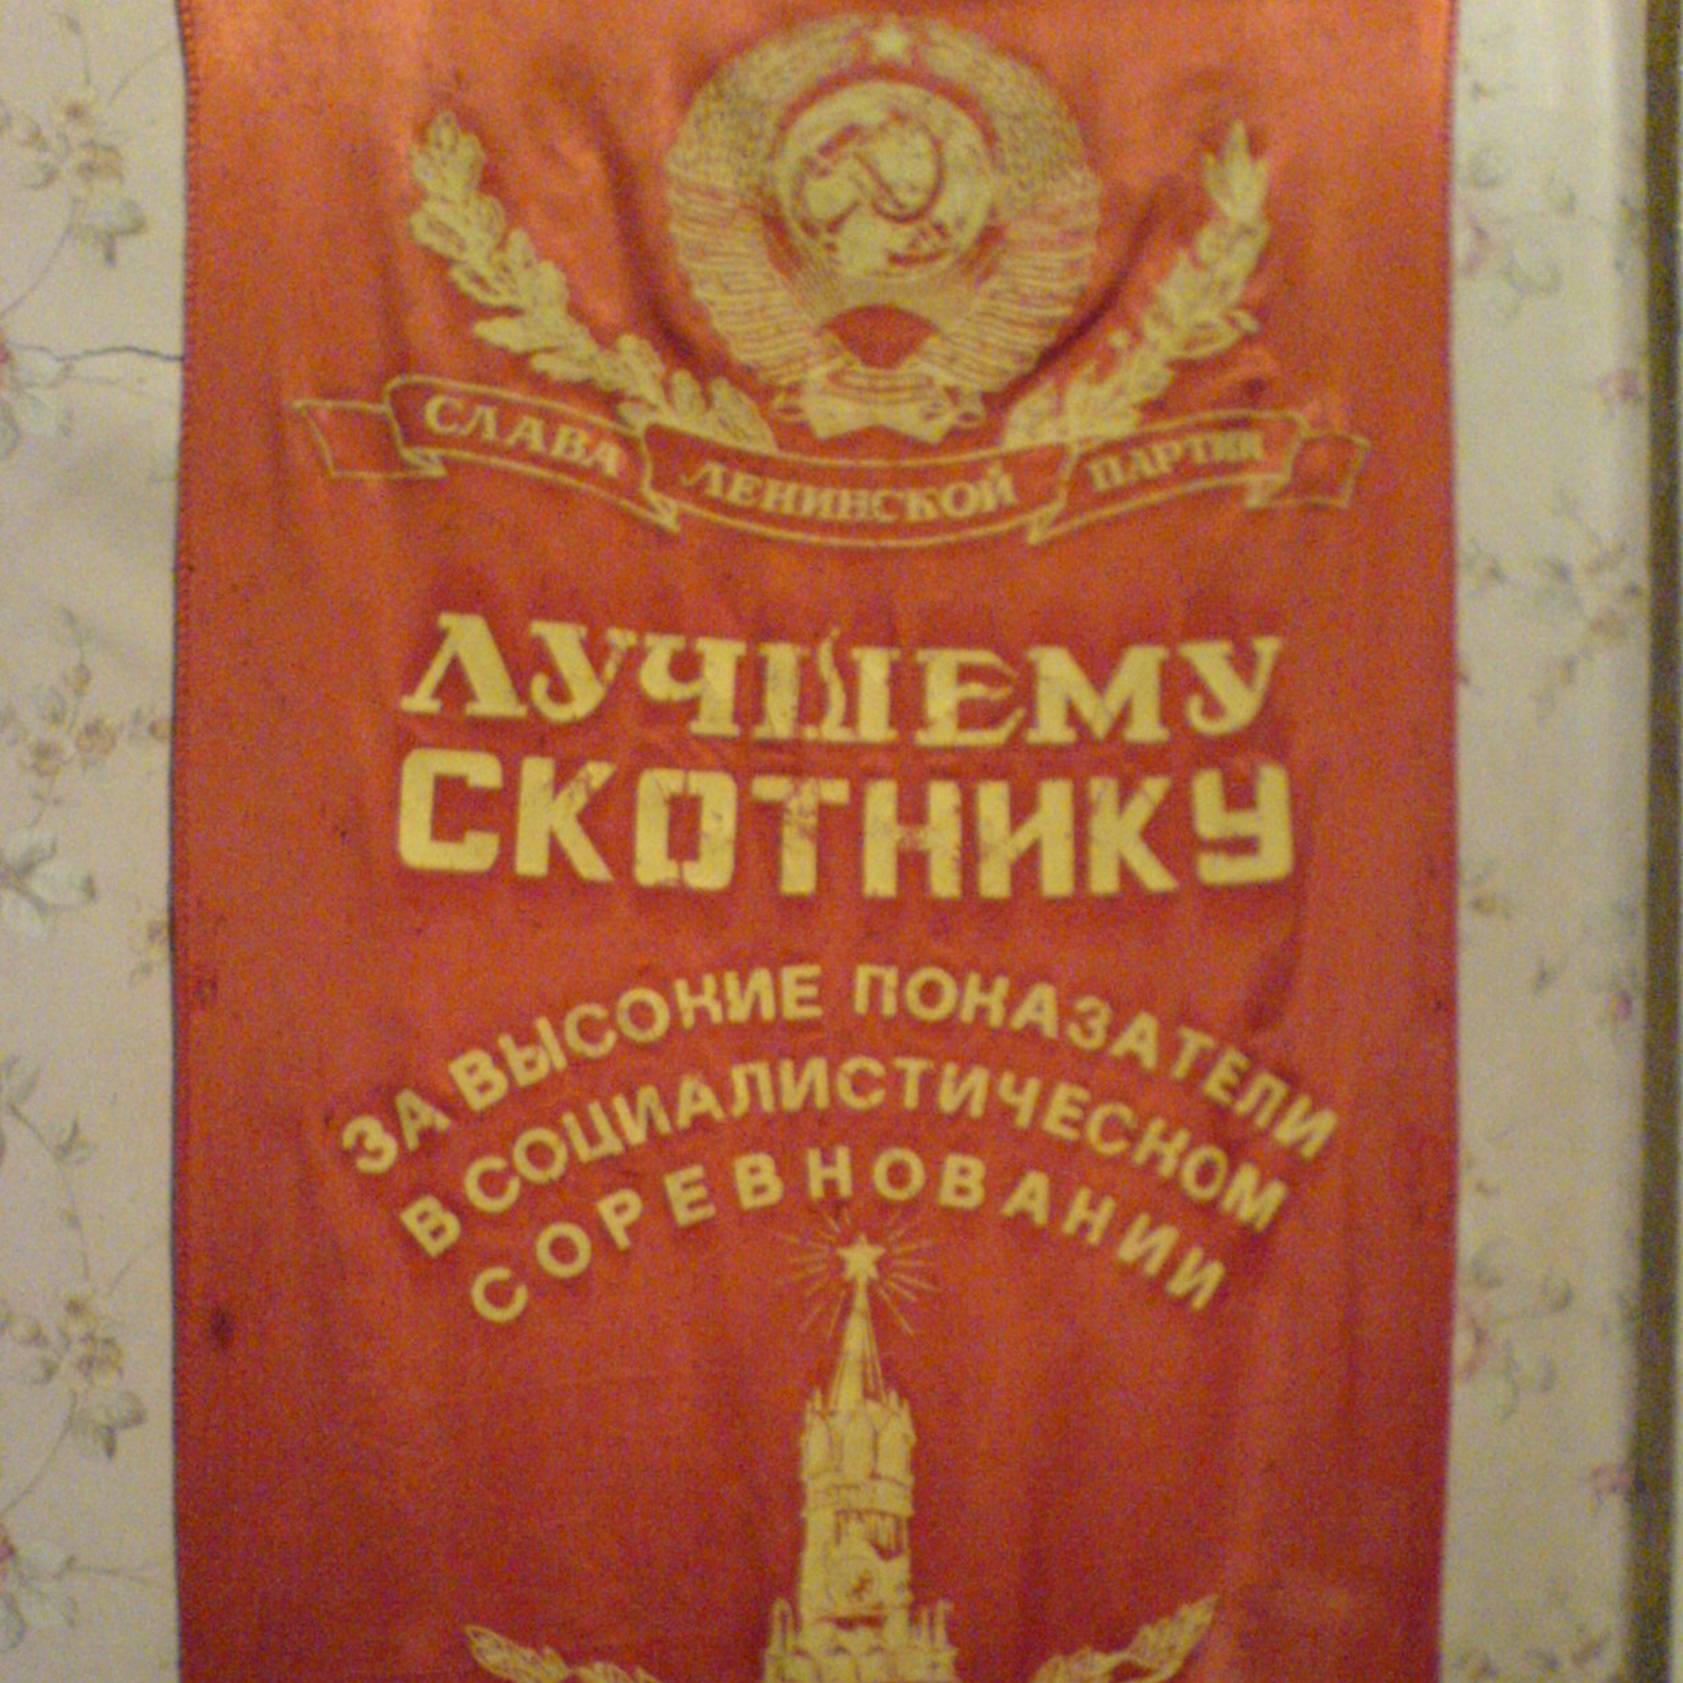 СЛАВА ЛЕНИНСКОЙ ПАРТИИ
ЛУЧШЕМУ
СКОТНИКУ
ЗА ВЫСОКИЕ ПОКАЗАТЕЛИ
В СОЦИАЛИСТИЧЕСКОМ
СОРЕВНОВАНИИ